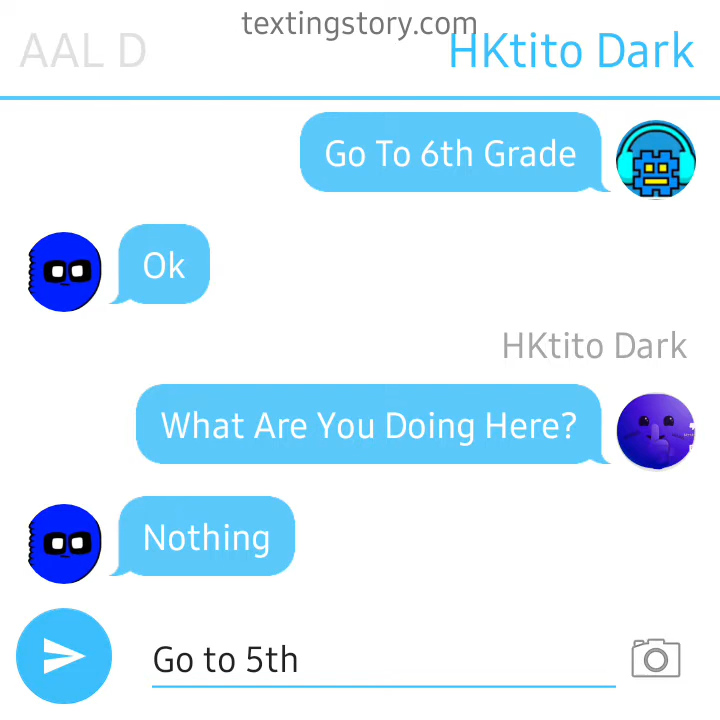 textingstory.com
AAL D
HKtito Dark
Go To 6th Grade
Ok
HKtito Dark
What Are You Doing Here?
Nothing
Go to 5th